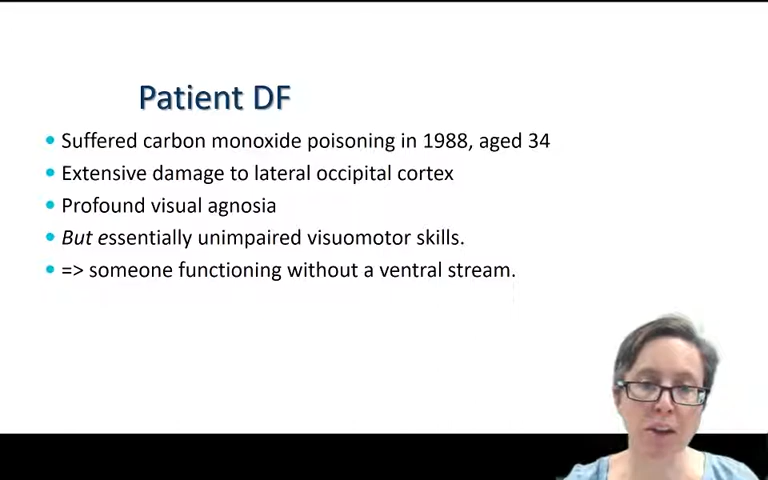 Patient DF
Suffered carbon monoxide poisoning in 1988, aged 34
Extensive damage to lateral occipital cortex
Profound visual agnosia
But essentially unimpaired visuomotor skills.
=> someone functioning without a ventral stream.